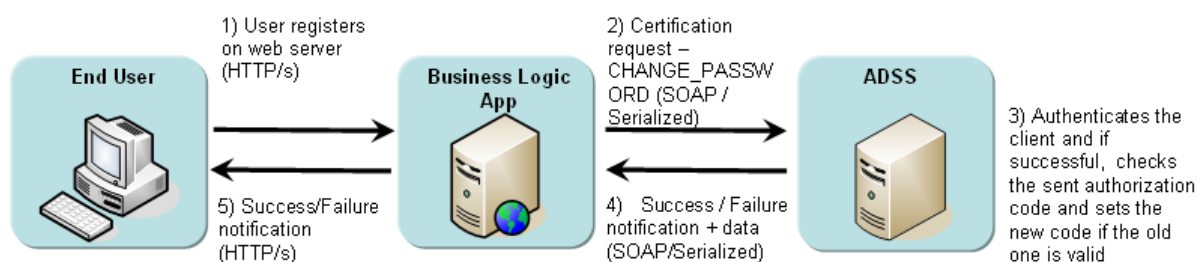 1) User registers
on web server
(HTTP/s)
2) Certification
request –
CHANGE_PASSW
ORD (SOAP /
Serialized)
End User
Business Logic
App
ADSS
3) Authenticates the
client and if
successful, checks
the sent authorization
code and sets the
new code if the old
one is valid
4) Success / Failure
notification + data
(SOAP/Serialized)
5) Success/Failure
notification
(HTTP/s)